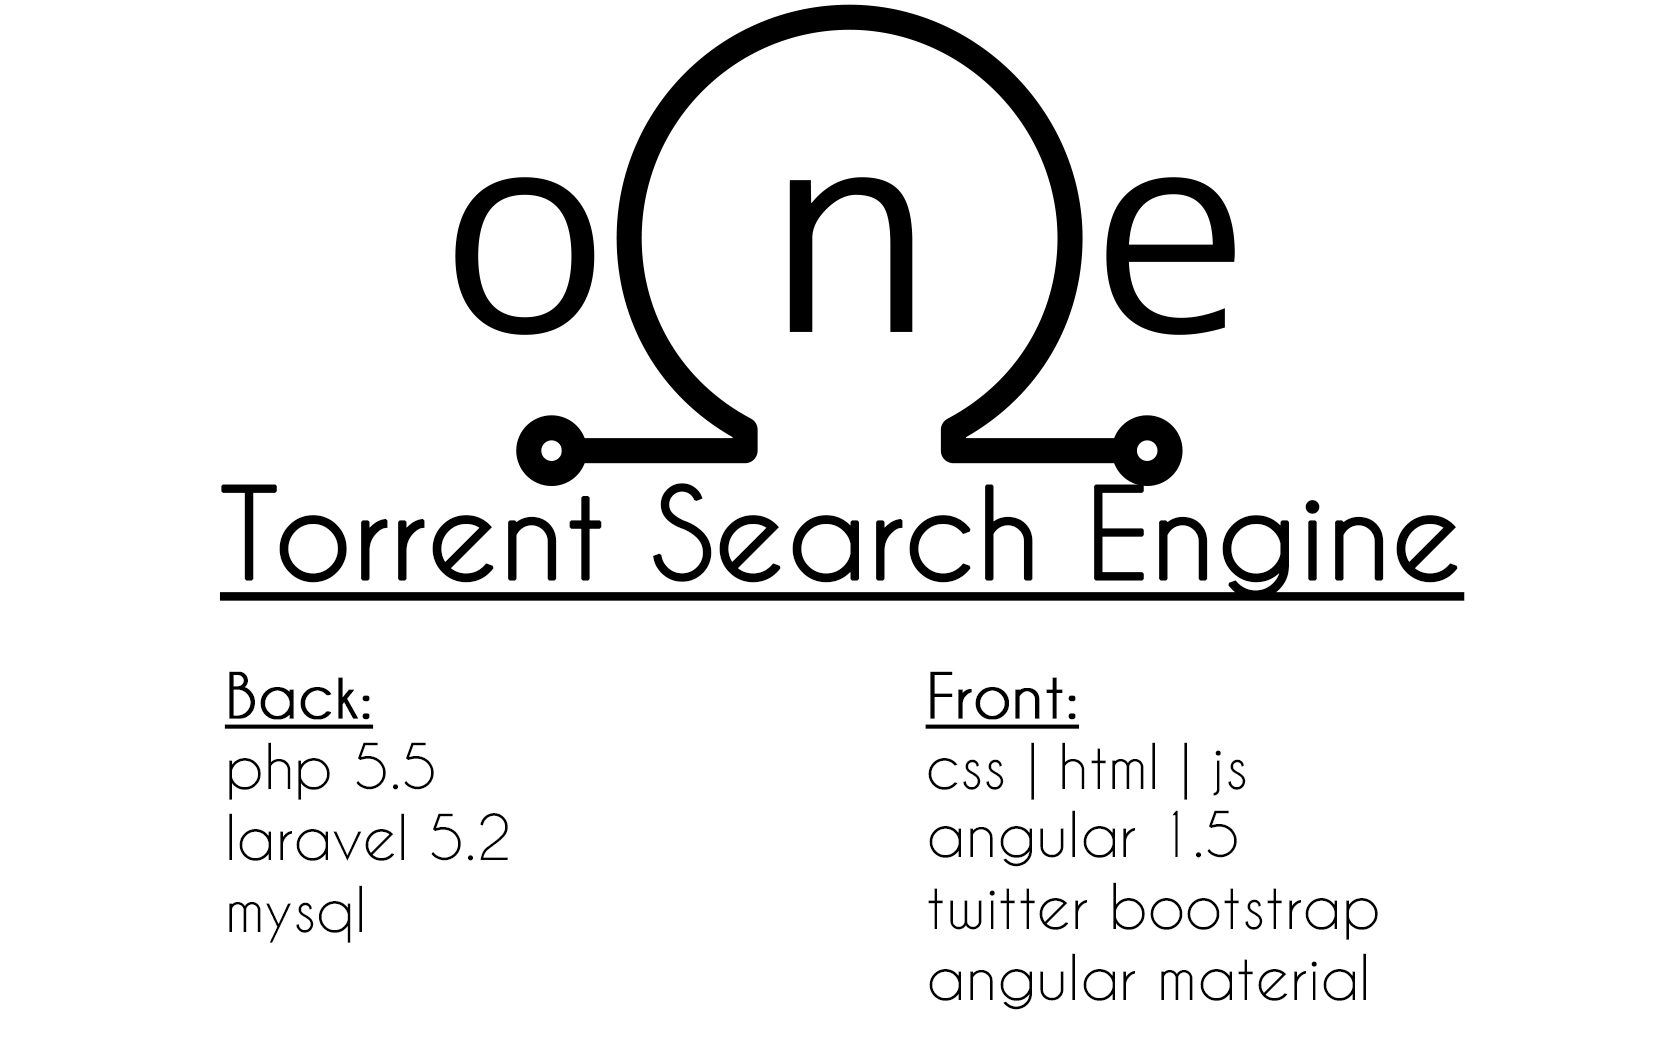 one
Torrent Search Engine
Back:
php 5.5
laravel 5.2
mysql
Front:
css | html | js
angular 1.5
twitter bootstrap
angular material